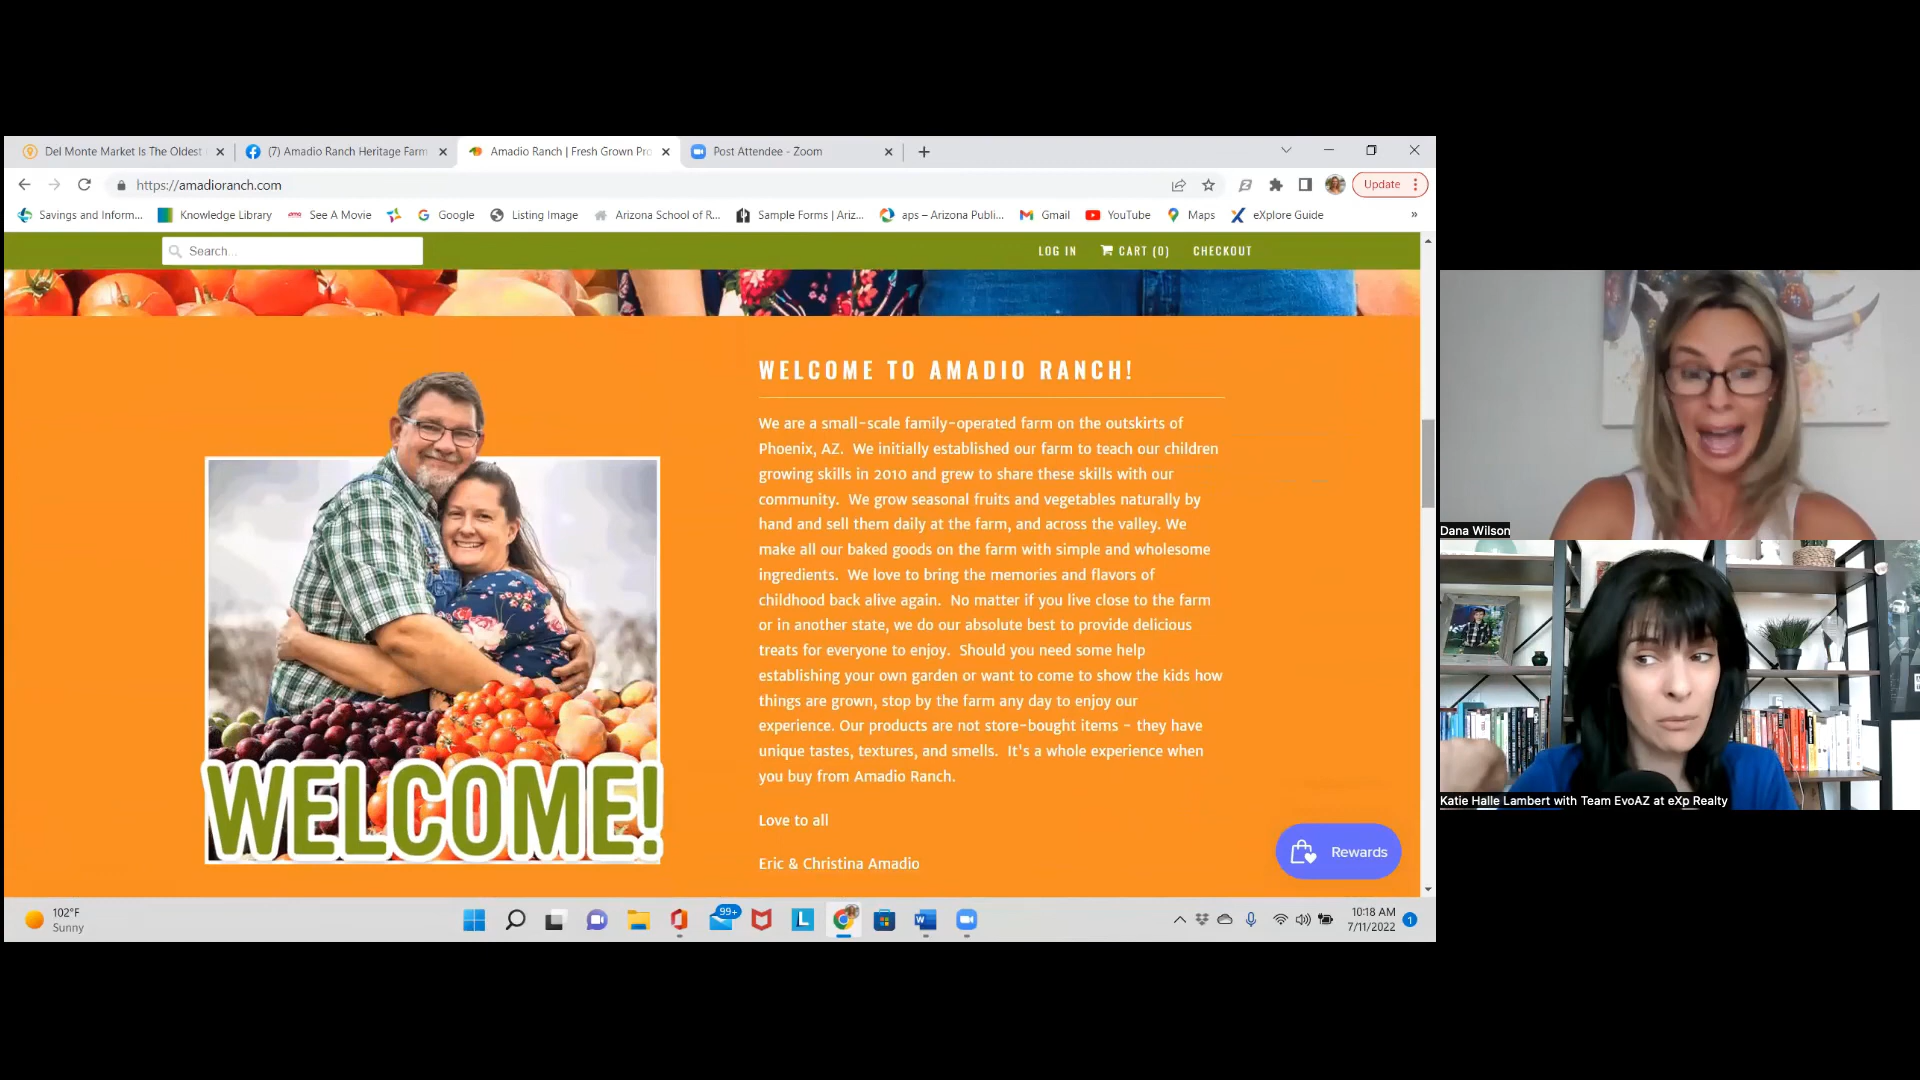 Del Monte Market Is The Oldest
(7) Amadio Ranch Heritage Farm
Amadio Ranch | Fresh Grown Pro
Post Attendee - Zoom
https://amadioranch.com
Update
Savings and Inform...
Knowledge Library
See A Movie
Google
Listing Image
Arizona School of R...
Sample Forms | Ariz...
aps – Arizona Publi...
Gmail
YouTube
Maps
eXplore Guide
»
Search...
LOG IN
CART (0)
CHECKOUT
WELCOME TO AMADIO RANCH!
We are a small-scale family-operated farm on the outskirts of
Phoenix, AZ. We initially established our farm to teach our children
growing skills in 2010 and grew to share these skills with our
community. We grow seasonal fruits and vegetables naturally by
hand and sell them daily at the farm, and across the valley. We
make all our baked goods on the farm with simple and wholesome
ingredients. We love to bring the memories and flavors of
childhood back alive again. No matter if you live close to the farm
or in another state, we do our absolute best to provide delicious
treats for everyone to enjoy. Should you need some help
establishing your own garden or want to come to show the kids how
things are grown, stop by the farm any day to enjoy our
experience. Our products are not store-bought items - they have
unique tastes, textures, and smells. It's a whole experience when
you buy from Amadio Ranch.
Love to all
Eric & Christina Amadio
WELCOME!
Rewards
102°F
Sunny
99+
10:18 AM
7/11/2022
1
Dana Wilson
Katie Halle Lambert with Team EvoAZ at eXp Realty